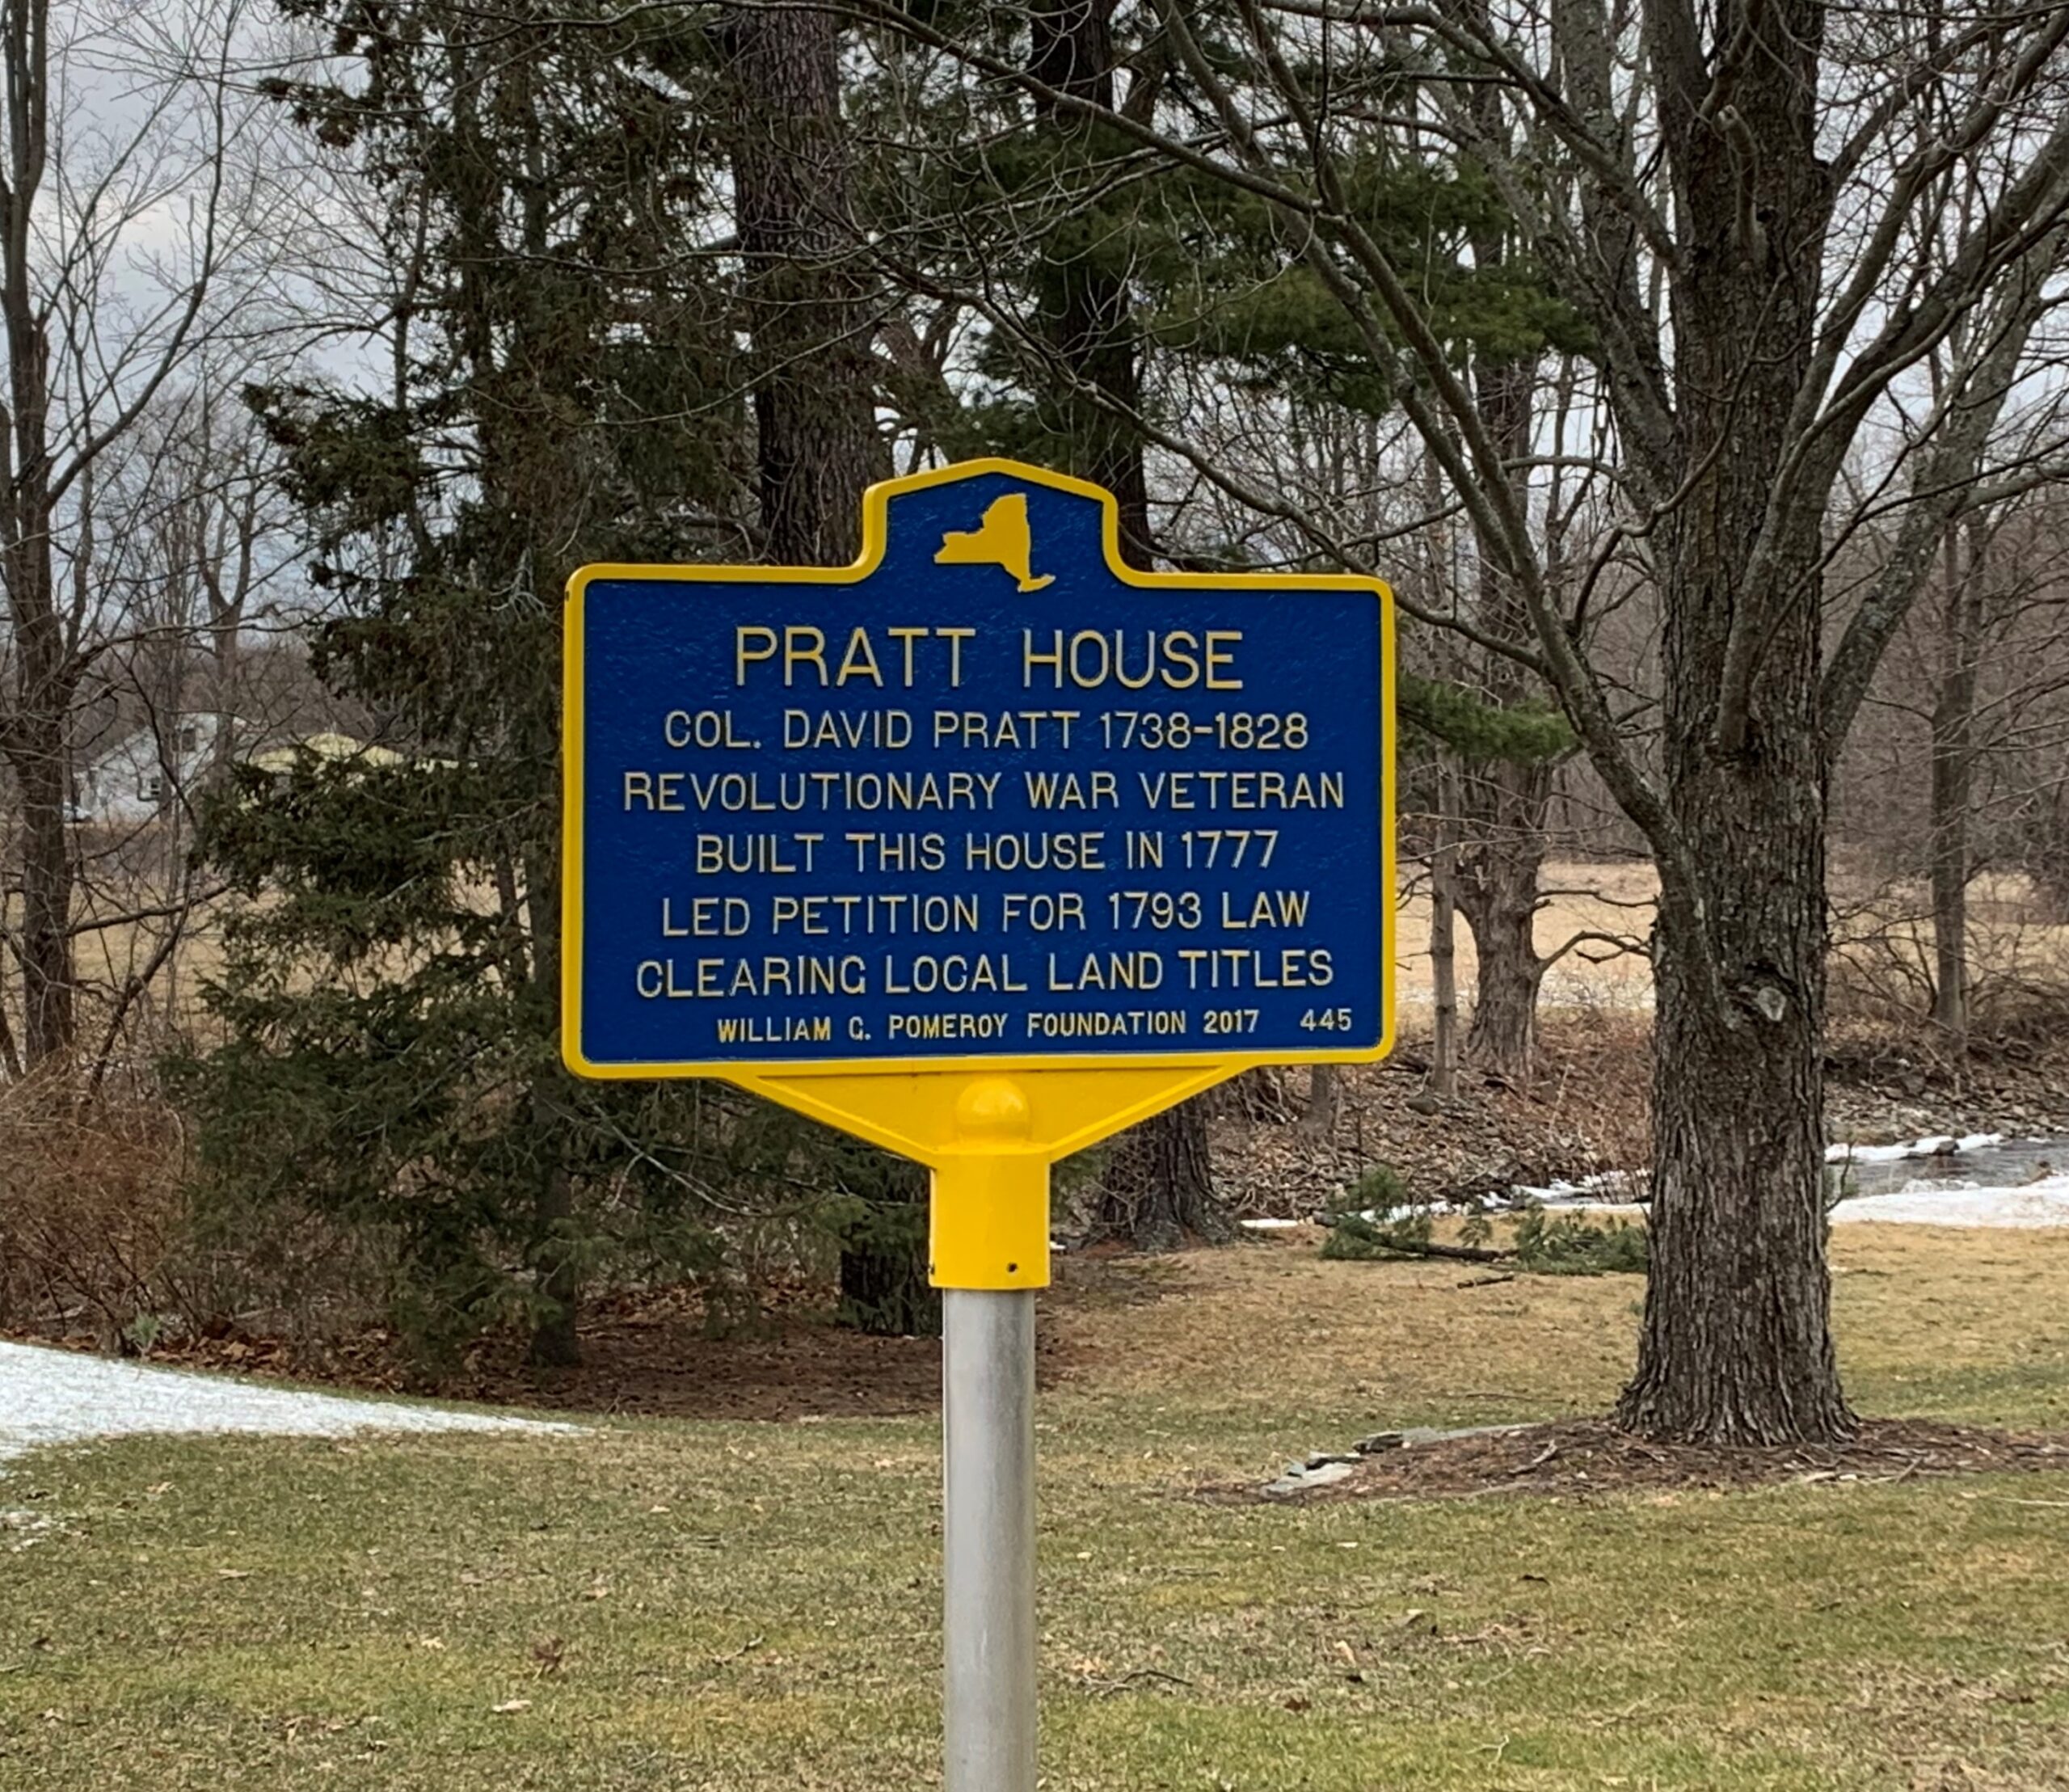 PRATT HOUSE
COL. DAVID PRATT 1738-1828
REVOLUTIONARY WAR VETERAN
BUILT THIS HOUSE IN 1777
LED PETITION FOR 1793 LAW
CLEARING LOCAL LAND TITLES
WILLIAM G. POMEROY FOUNDATION 2017 445